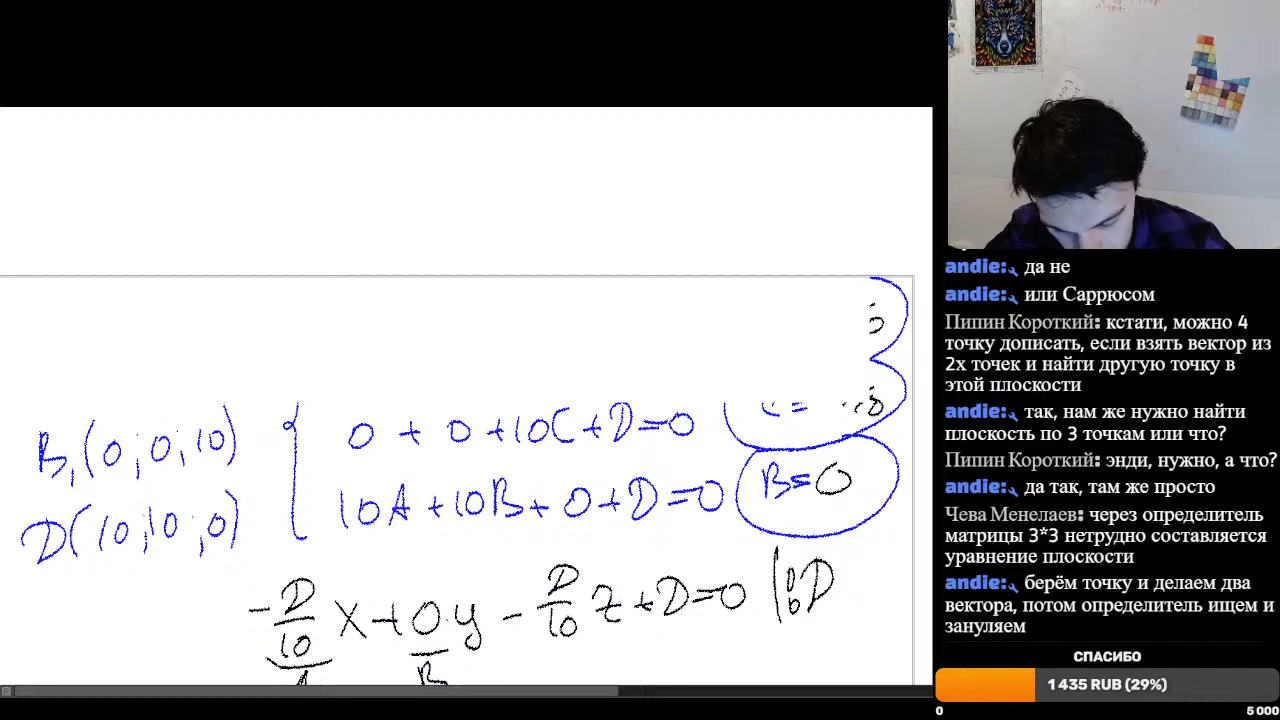 B₁(0;0;10)
0 + 0 + 10C + D = 0
D(10;10;0)
10A + 10B + 0 + D = 0
B = 0
-D/10 x + 0·y - D/10 z + D = 0 |% D
B
andie: да не
andie: или Саррюсом
Пипин Короткий: кстати, можно 4
точку дописать, если взять вектор из
2х точек и найти другую точку в
этой плоскости
andie: так, нам же нужно найти
плоскость по 3 точкам или что?
Пипин Короткий: энди, нужно, а что?
andie: да так, там же просто
Чева Менелаев: через определитель
матрицы 3*3 нетрудно составляется
уравнение плоскости
andie: берём точку и делаем два
вектора, потом определитель ищем и
зануляем
СПАСИБО
1 435 RUB (29%)
0 5 000